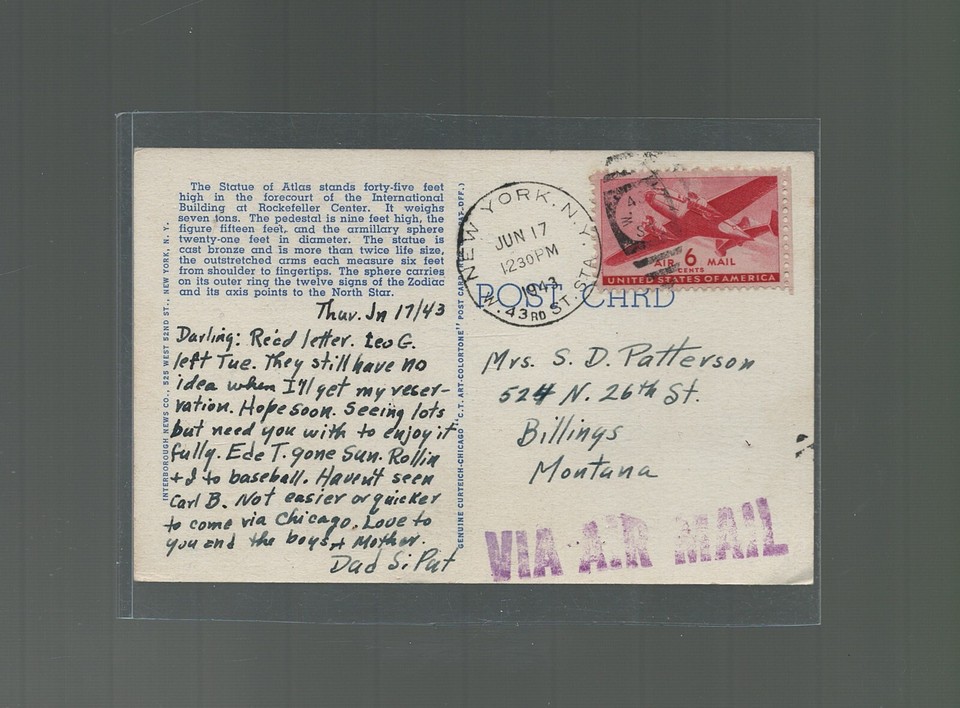 The Statue of Atlas stands forty-five feet
high in the forecourt of the International
Building at Rockefeller Center. It weighs
seven tons. The pedestal is nine feet high, the
figure fifteen feet, and the armillary sphere
twenty-one feet in diameter. The statue is
cast bronze and is more than twice life size,
the outstretched arms each measure six feet
from shoulder to fingertips. The sphere carries
on its outer ring the twelve signs of the Zodiac
and its axis points to the North Star.
Thur. Jn 17/43
Darling: Rec'd letter. Leo G.
left Tue. They still have no
idea when I'll get my reser-
vation. Hope soon. Seeing lots
but need you with to enjoy it
fully. Ede T. gone Sun. Rollin
+ I to baseball. Havent seen
Carl B. Not easier or quicker
to come via Chicago. Love to
you and the boys + Mother.
Dad Si Pat
INTERBOROUGH NEWS CO., 525 WEST 52ND ST., NEW YORK, N. Y.
GENUINE CURTEICH-CHICAGO "C.T. ART-COLORTONE" POST CARD PAT. OFF.)
NEW YORK, N.Y.
JUN 17
1230 PM
1943
W. 43RD ST. STA.
AIR 6 MAIL
CENTS
UNITED STATES OF AMERICA
POST CARD
Mrs. S. D. Patterson
524 N. 26th St.
Billings
Montana
VIA AIR MAIL